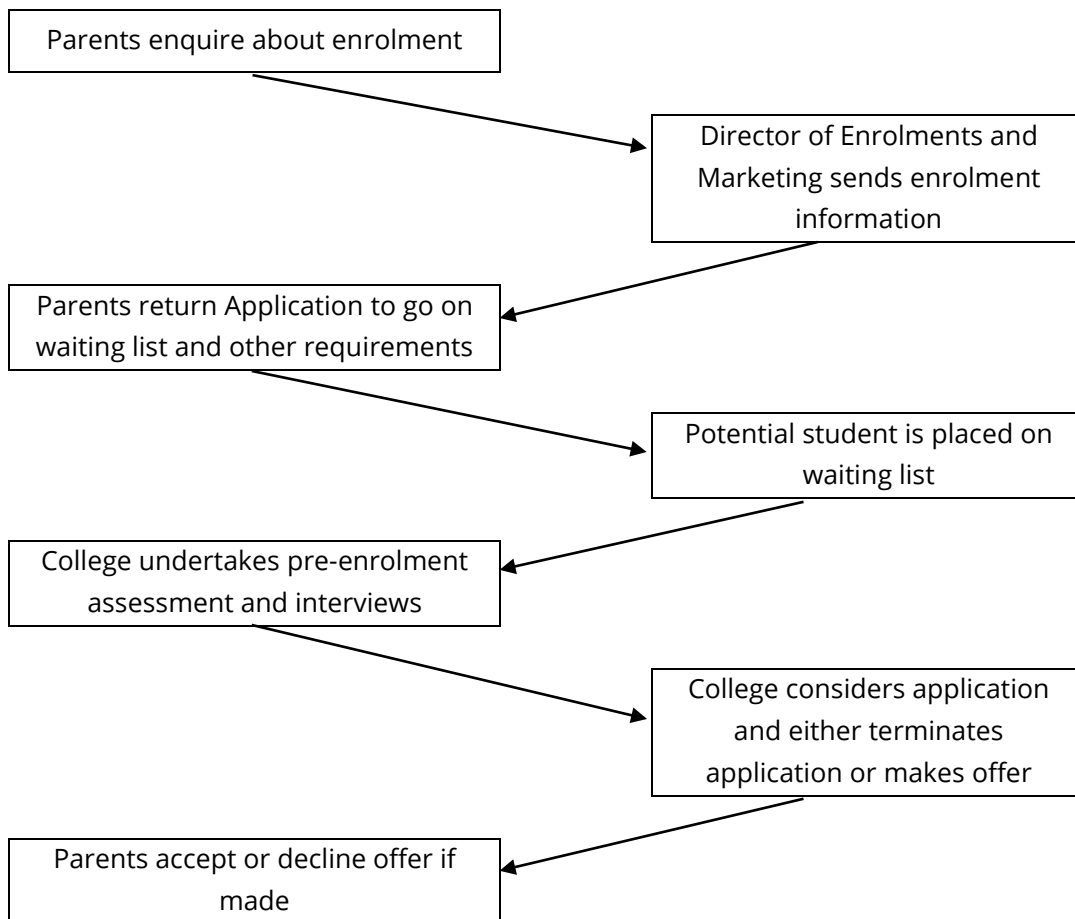 Parents enquire about enrolment
Director of Enrolments and
Marketing sends enrolment
information
Parents return Application to go on
waiting list and other requirements
Potential student is placed on
waiting list
College undertakes pre-enrolment
assessment and interviews
College considers application
and either terminates
application or makes offer
Parents accept or decline offer if
made